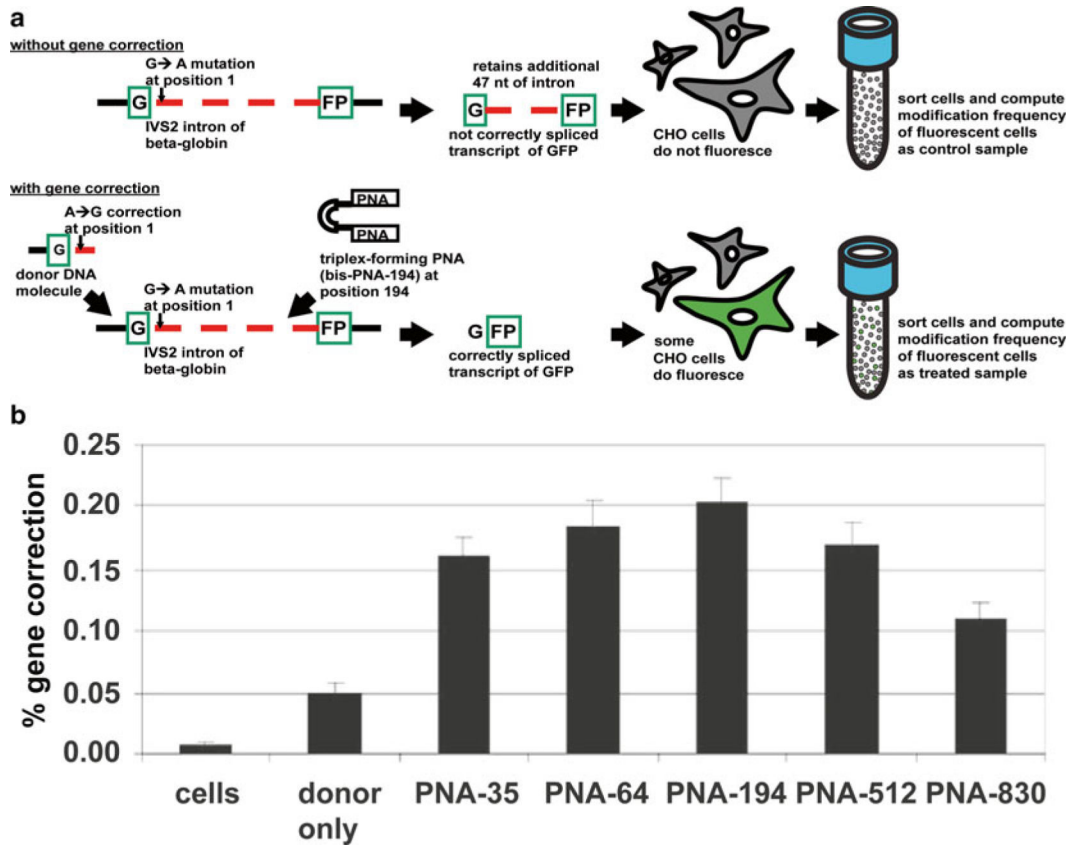 a
without gene correction
G→ A mutation
at position 1
G
FP
IVS2 intron of
beta-globin
retains additional
47 nt of intron
G
FP
not correctly spliced
transcript of GFP
CHO cells
do not fluoresce
sort cells and compute
modification frequency
of fluorescent cells
as control sample
with gene correction
A→G correction
at position 1
G
donor DNA
molecule
PNA
PNA
triplex-forming PNA
(bis-PNA-194) at
position 194
G→ A mutation
at position 1
G
FP
IVS2 intron of
beta-globin
G FP
correctly spliced
transcript of GFP
some
CHO cells
do fluoresce
sort cells and compute
modification frequency
of fluorescent cells
as treated sample
b
% gene correction
0.25
0.20
0.15
0.10
0.05
0.00
cells
donor
only
PNA-35
PNA-64
PNA-194
PNA-512
PNA-830